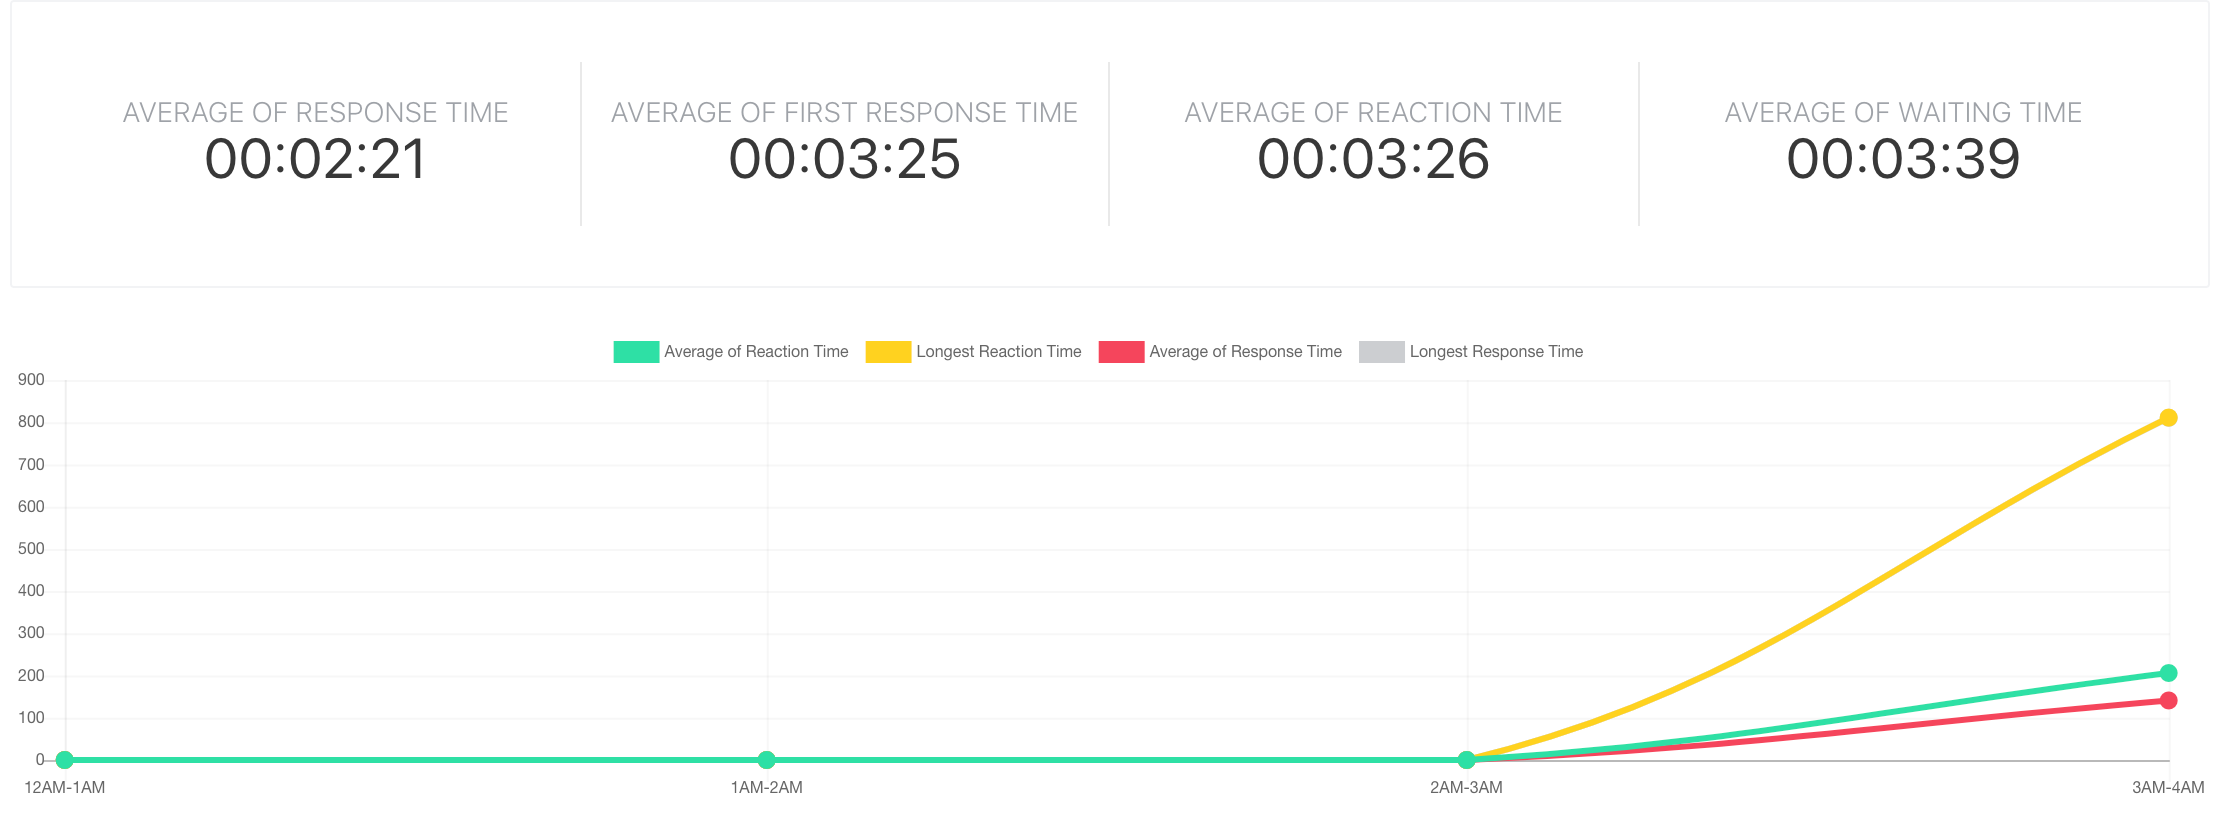 AVERAGE OF RESPONSE TIME
00:02:21
AVERAGE OF FIRST RESPONSE TIME
00:03:25
AVERAGE OF REACTION TIME
00:03:26
AVERAGE OF WAITING TIME
00:03:39
Average of Reaction Time Longest Reaction Time Average of Response Time Longest Response Time
900
800
700
600
500
400
300
200
100
0
12AM-1AM 1AM-2AM 2AM-3AM 3AM-4AM